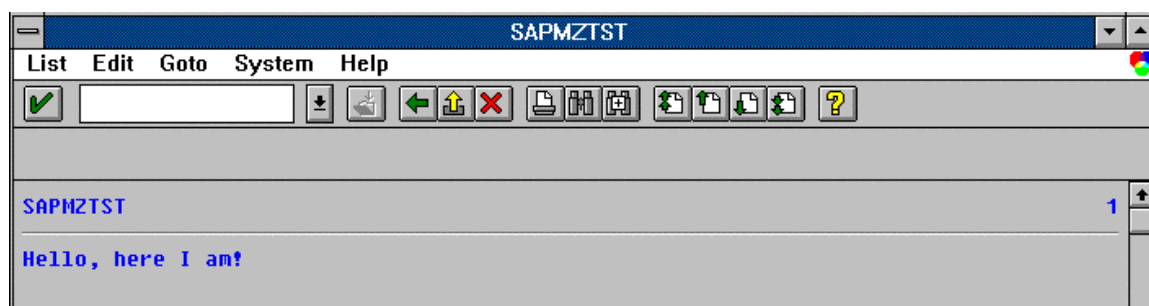 SAPMZTST
List Edit Goto System Help
SAPMZTST 1
Hello, here I am!